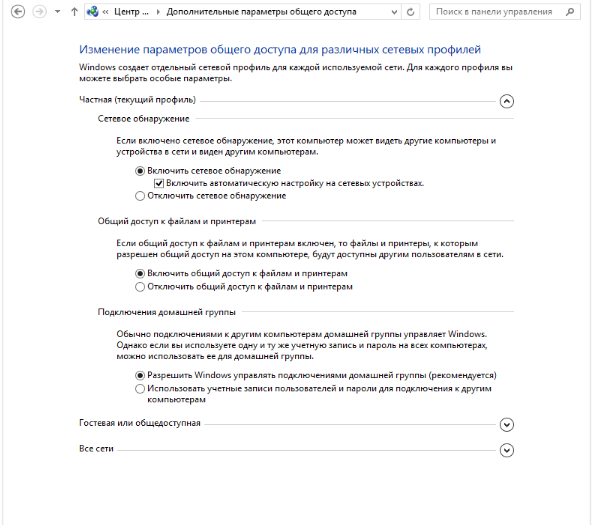 « Центр ... › Дополнительные параметры общего доступа
Поиск в панели управления
Изменение параметров общего доступа для различных сетевых профилей
Windows создает отдельный сетевой профиль для каждой используемой сети. Для каждого профиля вы
можете выбрать особые параметры.
Частная (текущий профиль)
Сетевое обнаружение
Если включено сетевое обнаружение, этот компьютер может видеть другие компьютеры и
устройства в сети и виден другим компьютерам.
Включить сетевое обнаружение
Включить автоматическую настройку на сетевых устройствах.
Отключить сетевое обнаружение
Общий доступ к файлам и принтерам
Если общий доступ к файлам и принтерам включен, то файлы и принтеры, к которым
разрешен общий доступ на этом компьютере, будут доступны другим пользователям в сети.
Включить общий доступ к файлам и принтерам
Отключить общий доступ к файлам и принтерам
Подключения домашней группы
Обычно подключениями к другим компьютерам домашней группы управляет Windows.
Однако если вы используете одну и ту же учетную запись и пароль на всех компьютерах,
можно использовать ее для домашней группы.
Разрешить Windows управлять подключениями домашней группы (рекомендуется)
Использовать учетные записи пользователей и пароли для подключения к другим
компьютерам
Гостевая или общедоступная
Все сети